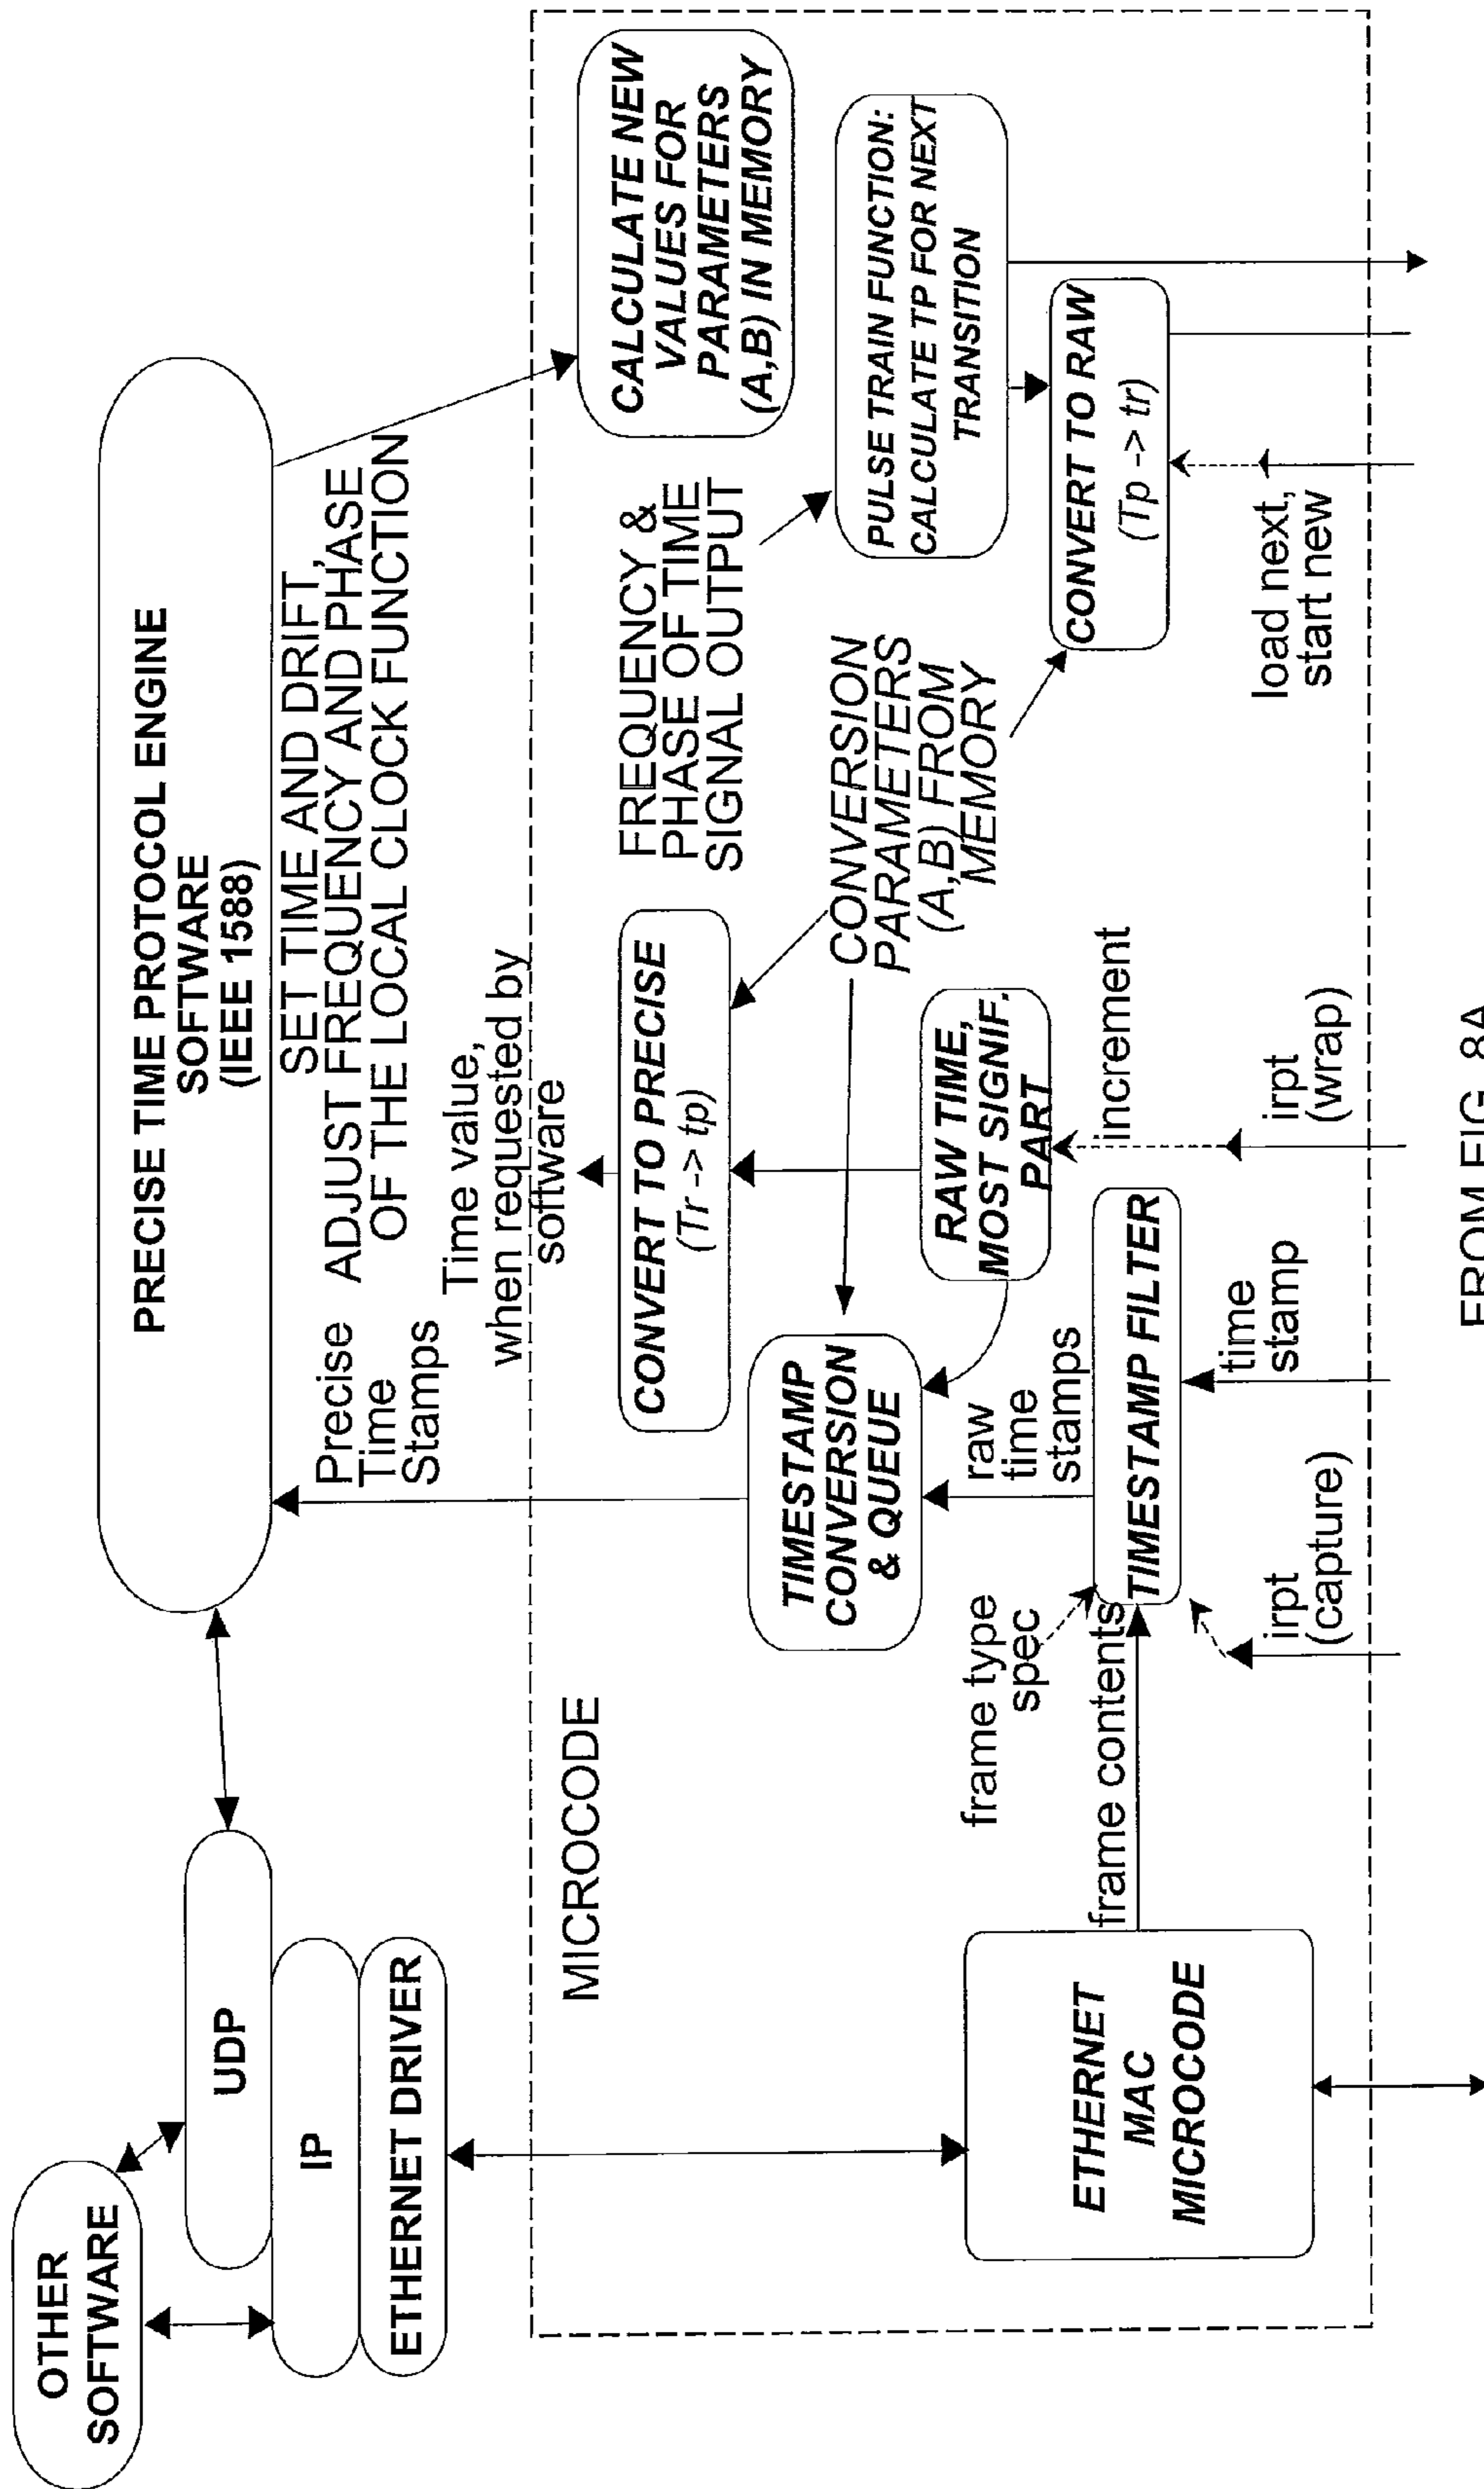 OTHER
SOFTWARE
UDP
IP
ETHERNET DRIVER
PRECISE TIME PROTOCOL ENGINE
SOFTWARE
(IEEE 1588)
SET TIME AND DRIFT,
ADJUST FREQUENCY AND PHASE
OF THE LOCAL CLOCK FUNCTION
Precise
Time
Stamps
Time value,
when requested by
software
MICROCODE
CONVERT TO PRECISE
(Tr -> tp)
FREQUENCY &
PHASE OF TIME
SIGNAL OUTPUT
CALCULATE NEW
VALUES FOR
PARAMETERS
(A,B) IN MEMORY
TIMESTAMP
CONVERSION
& QUEUE
CONVERSION
PARAMETERS
(A,B) FROM
MEMORY
PULSE TRAIN FUNCTION:
CALCULATE TP FOR NEXT
TRANSITION
RAW TIME,
MOST SIGNIF.
PART
CONVERT TO RAW
(Tp -> tr)
ETHERNET
MAC
MICROCODE
frame type
spec
frame contents
raw
time
stamps
TIMESTAMP FILTER
increment
load next,
start new
irpt
(capture)
time
stamp
irpt
(wrap)
FROM FIG. 8A